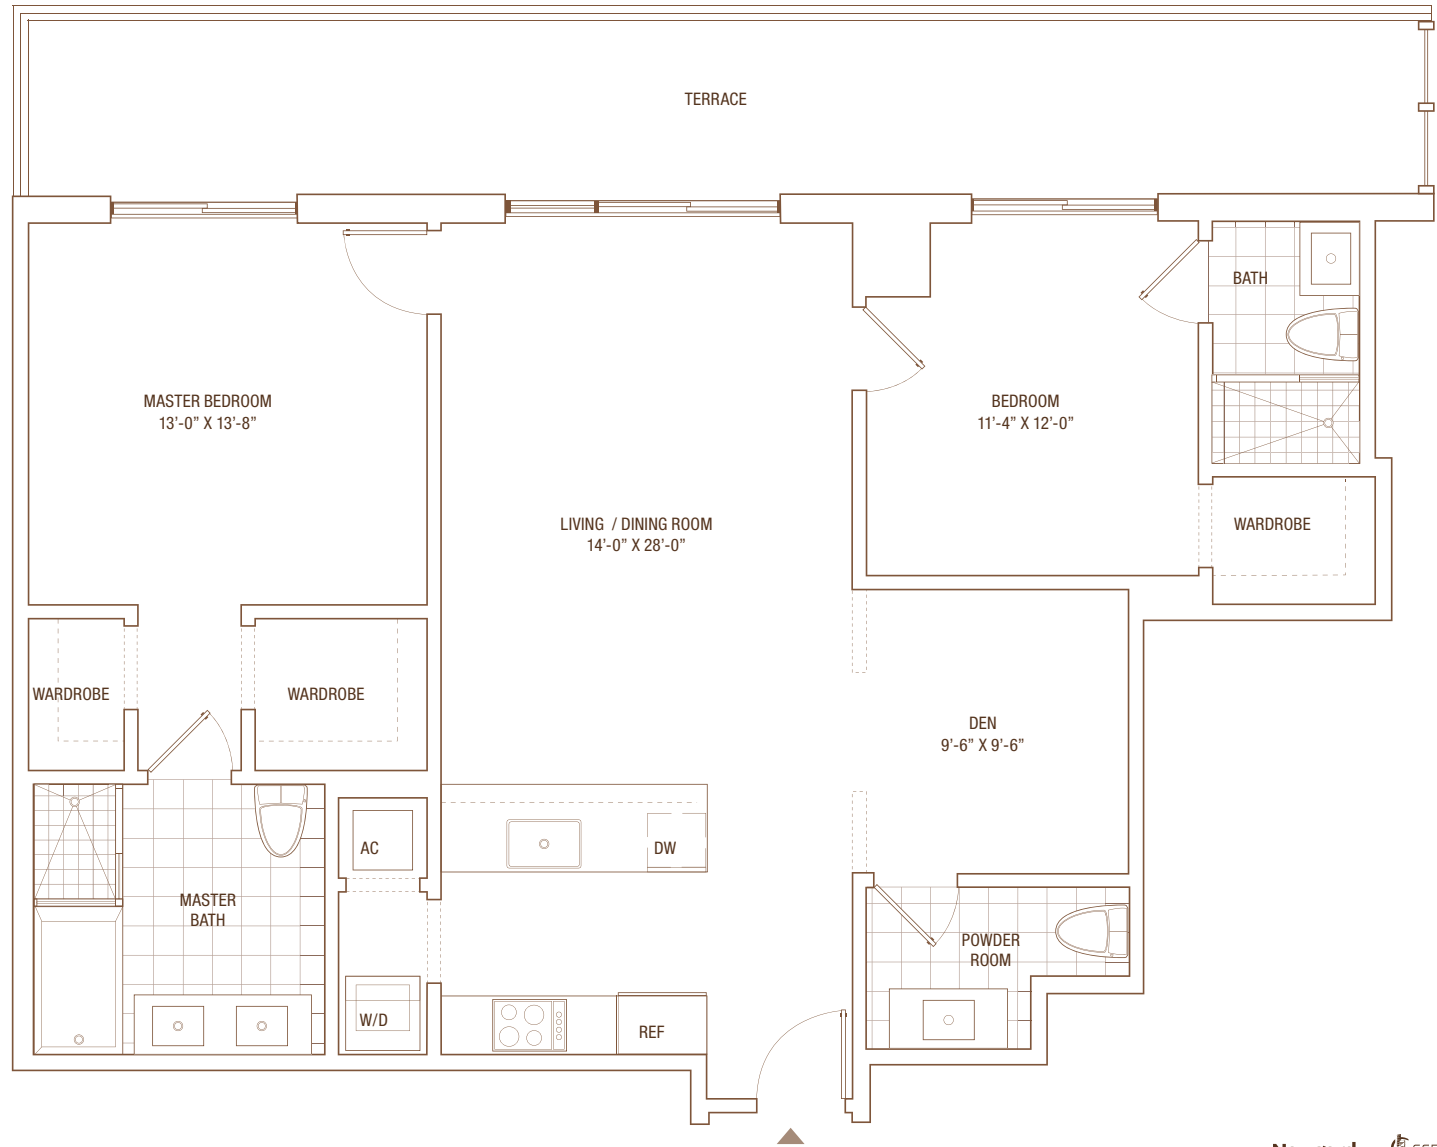 TERRACE
BATH
MASTER BEDROOM
13'-0” X 13'-8”
BEDROOM
11'-4” X 12'-0”
LIVING / DINING ROOM
14'-0” X 28'-0”
WARDROBE
WARDROBE
WARDROBE
DEN
9'-6” X 9'-6”
AC
DW
MASTER
BATH
POWDER
ROOM
W/D
REF